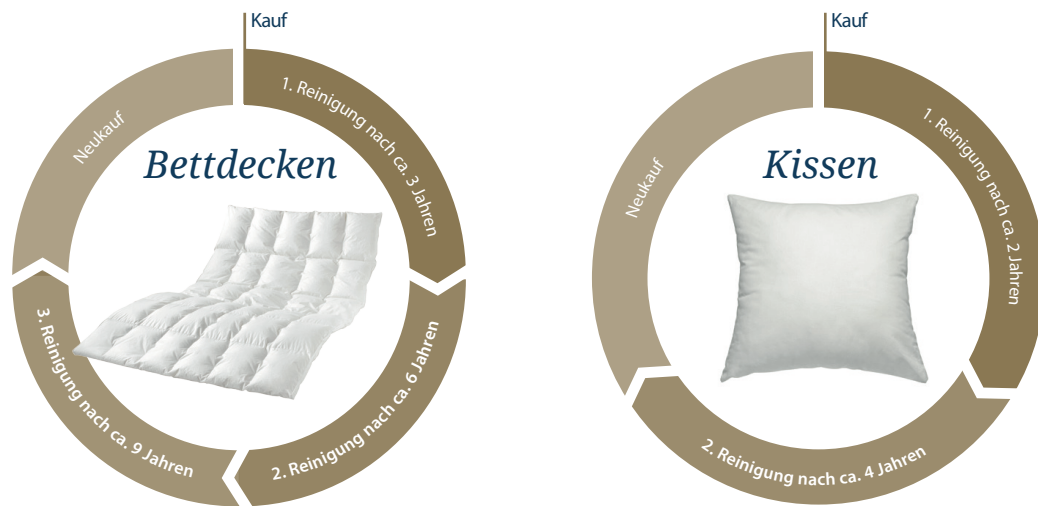 Kauf
1. Reinigung nach ca. 3 Jahren
2. Reinigung nach ca. 6 Jahren
3. Reinigung nach ca. 9 Jahren
Neukauf
Bettdecken
Kauf
1. Reinigung nach ca. 2 Jahren
2. Reinigung nach ca. 4 Jahren
Neukauf
Kissen